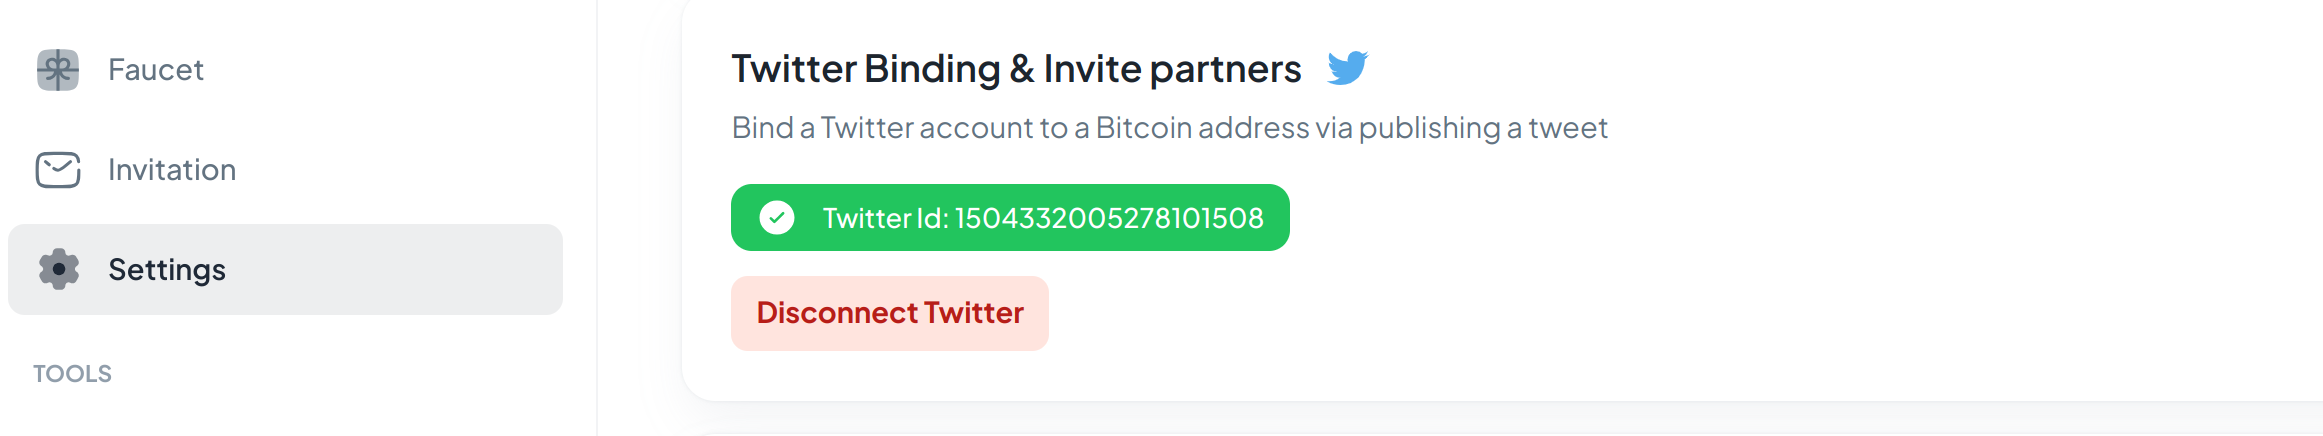 Faucet
Invitation
Settings
TOOLS
Twitter Binding & Invite partners
Bind a Twitter account to a Bitcoin address via publishing a tweet
Twitter Id: 1504332005278101508
Disconnect Twitter